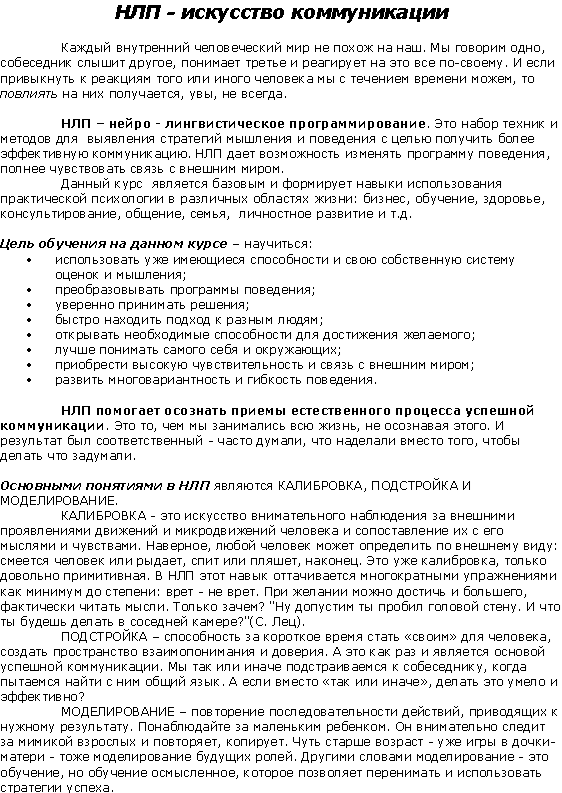 НЛП - искусство коммуникации
Каждый внутренний человеческий мир не похож на наш. Мы говорим одно,
собеседник слышит другое, понимает третье и реагирует на это все по-своему. И если
привыкнуть к реакциям того или иного человека мы с течением времени можем, то
повлиять на них получается, увы, не всегда.
НЛП – нейро - лингвистическое программирование. Это набор техник и
методов для выявления стратегий мышления и поведения с целью получить более
эффективную коммуникацию. НЛП дает возможность изменять программу поведения,
полнее чувствовать связь с внешним миром.
Данный курс является базовым и формирует навыки использования
практической психологии в различных областях жизни: бизнес, обучение, здоровье,
консультирование, общение, семья, личностное развитие и т.д.
Цель обучения на данном курсе – научиться:
• использовать уже имеющиеся способности и свою собственную систему
оценок и мышления;
• преобразовывать программы поведения;
• уверенно принимать решения;
• быстро находить подход к разным людям;
• открывать необходимые способности для достижения желаемого;
• лучше понимать самого себя и окружающих;
• приобрести высокую чувствительность и связь с внешним миром;
• развить многовариантность и гибкость поведения.
НЛП помогает осознать приемы естественного процесса успешной
коммуникации. Это то, чем мы занимались всю жизнь, не осознавая этого. И
результат был соответственный - часто думали, что наделали вместо того, чтобы
делать что задумали.
Основными понятиями в НЛП являются КАЛИБРОВКА, ПОДСТРОЙКА И
МОДЕЛИРОВАНИЕ.
КАЛИБРОВКА - это искусство внимательного наблюдения за внешними
проявлениями движений и микродвижений человека и сопоставление их с его
мыслями и чувствами. Наверное, любой человек может определить по внешнему виду:
смеется человек или рыдает, спит или пляшет, наконец. Это уже калибровка, только
довольно примитивная. В НЛП этот навык оттачивается многократными упражнениями
как минимум до степени: врет - не врет. При желании можно достичь и большего,
фактически читать мысли. Только зачем? "Ну допустим ты пробил головой стену. И что
ты будешь делать в соседней камере?"(С. Лец).
ПОДСТРОЙКА – способность за короткое время стать «своим» для человека,
создать пространство взаимопонимания и доверия. А это как раз и является основой
успешной коммуникации. Мы так или иначе подстраиваемся к собеседнику, когда
пытаемся найти с ним общий язык. А если вместо «так или иначе», делать это умело и
эффективно?
МОДЕЛИРОВАНИЕ – повторение последовательности действий, приводящих к
нужному результату. Понаблюдайте за маленьким ребенком. Он внимательно следит
за мимикой взрослых и повторяет, копирует. Чуть старше возраст - уже игры в дочки-
матери - тоже моделирование будущих ролей. Другими словами моделирование - это
обучение, но обучение осмысленное, которое позволяет перенимать и использовать
стратегии успеха.